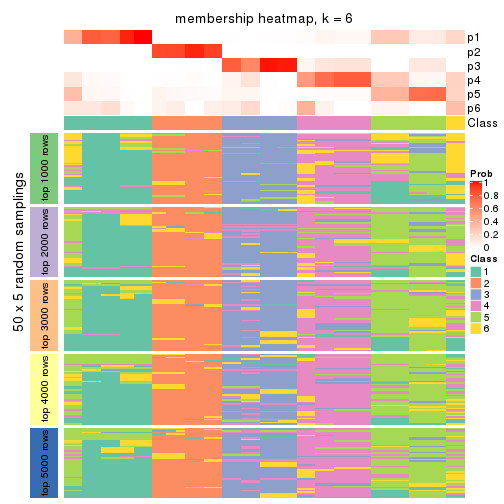 membership heatmap, k = 6
p1
p2
p3
p4
p5
p6
Class
50 x 5 random samplings
top 1000 rows
top 2000 rows
top 3000 rows
top 4000 rows
top 5000 rows
Prob
1
0.8
0.6
0.4
0.2
0
Class
1
2
3
4
5
6